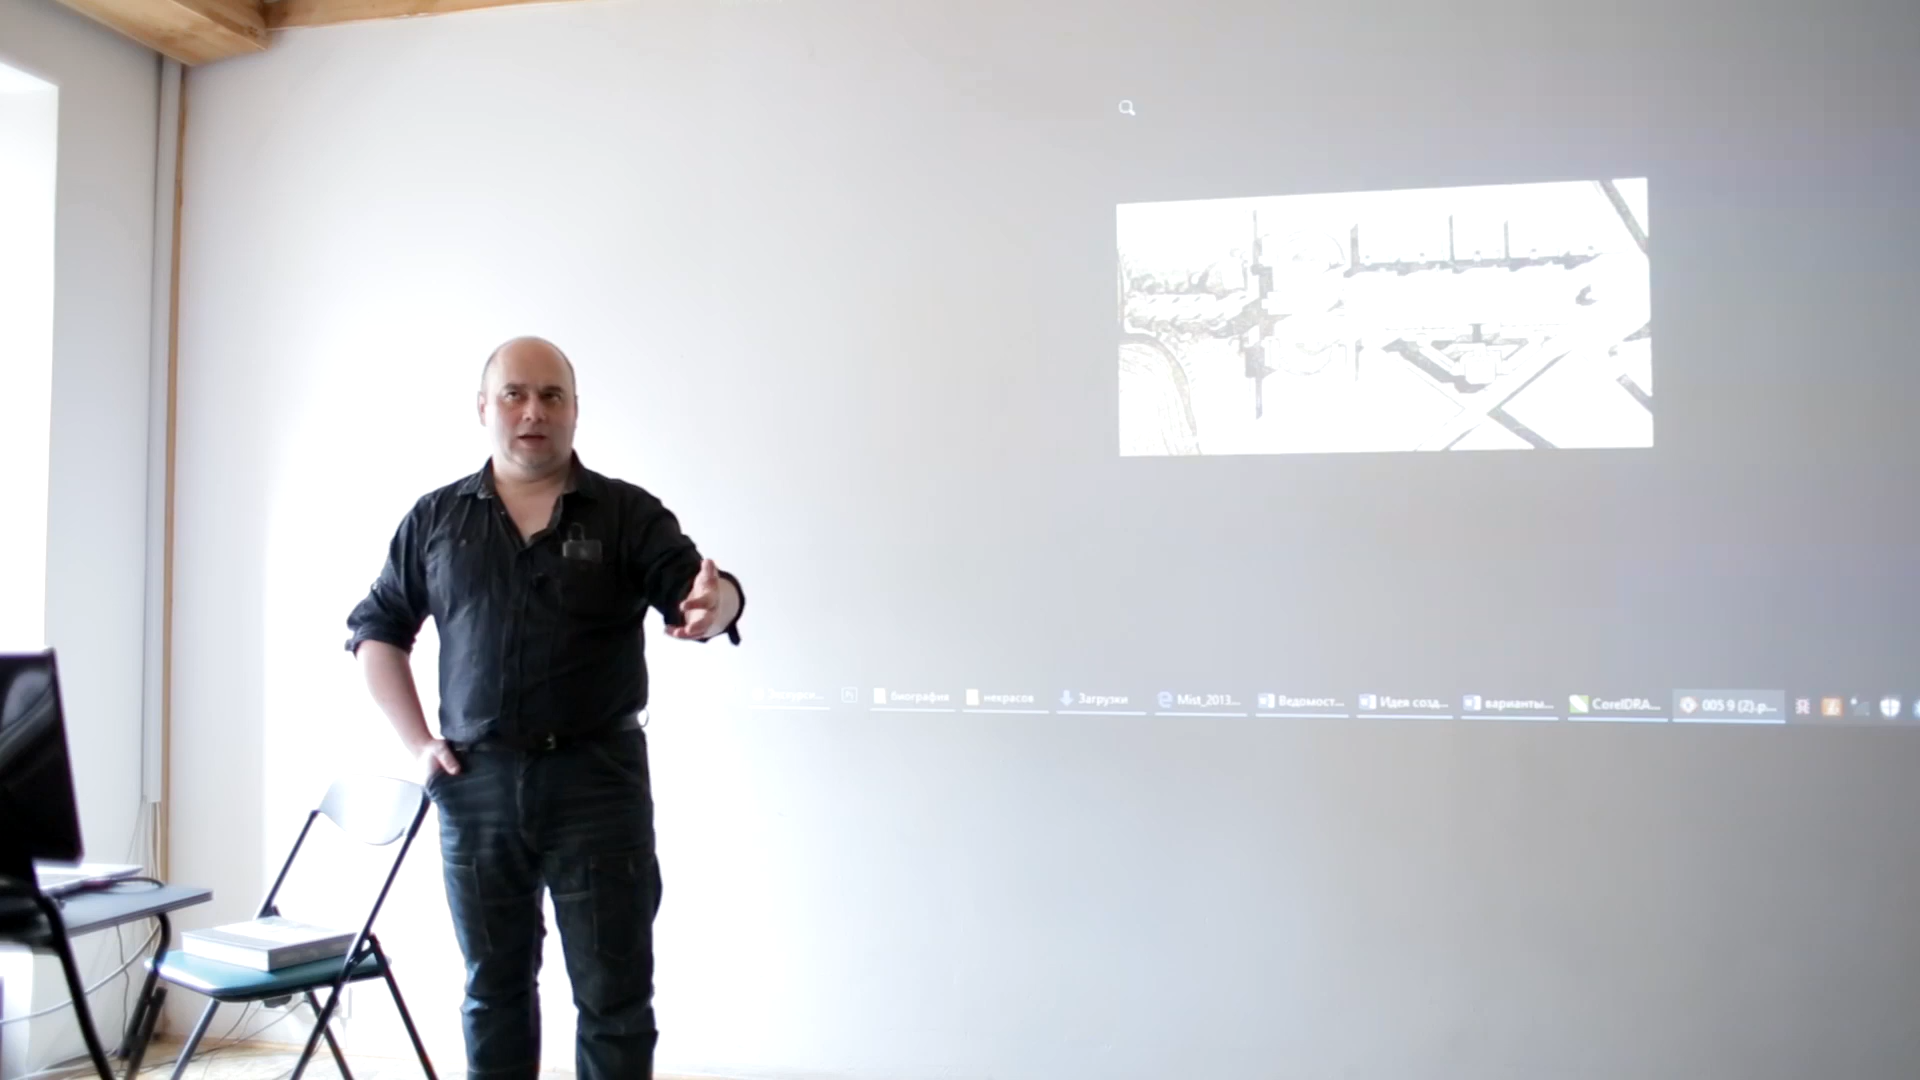 биография некрасов Загрузки Mist_2013... Ведомост... Идея созд... варианты... CorelDRA... 005 9 (2).p...